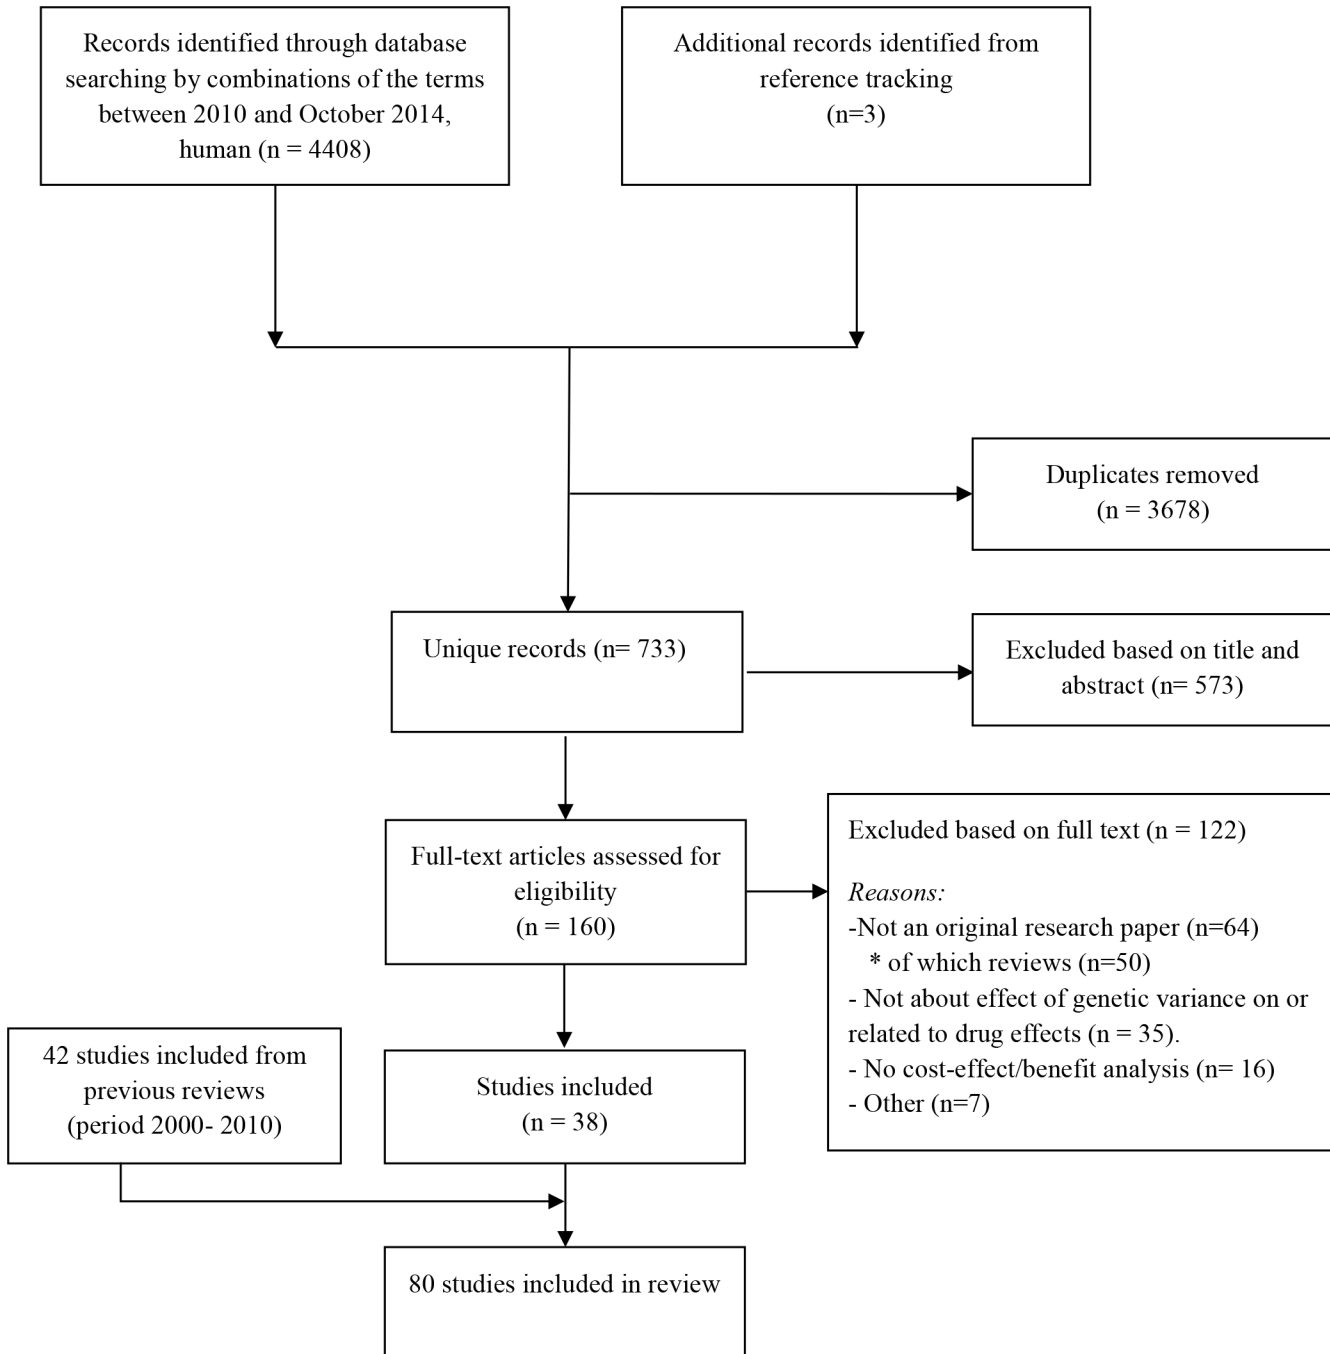 Records identified through database
searching by combinations of the terms
between 2010 and October 2014,
human (n = 4408)
Additional records identified from
reference tracking
(n=3)
Duplicates removed
(n = 3678)
Unique records (n= 733)
Excluded based on title and
abstract (n= 573)
Full-text articles assessed for
eligibility
(n = 160)
Excluded based on full text (n = 122)
Reasons:
-Not an original research paper (n=64)
* of which reviews (n=50)
- Not about effect of genetic variance on or
related to drug effects (n = 35).
- No cost-effect/benefit analysis (n= 16)
- Other (n=7)
42 studies included from
previous reviews
(period 2000- 2010)
Studies included
(n = 38)
80 studies included in review